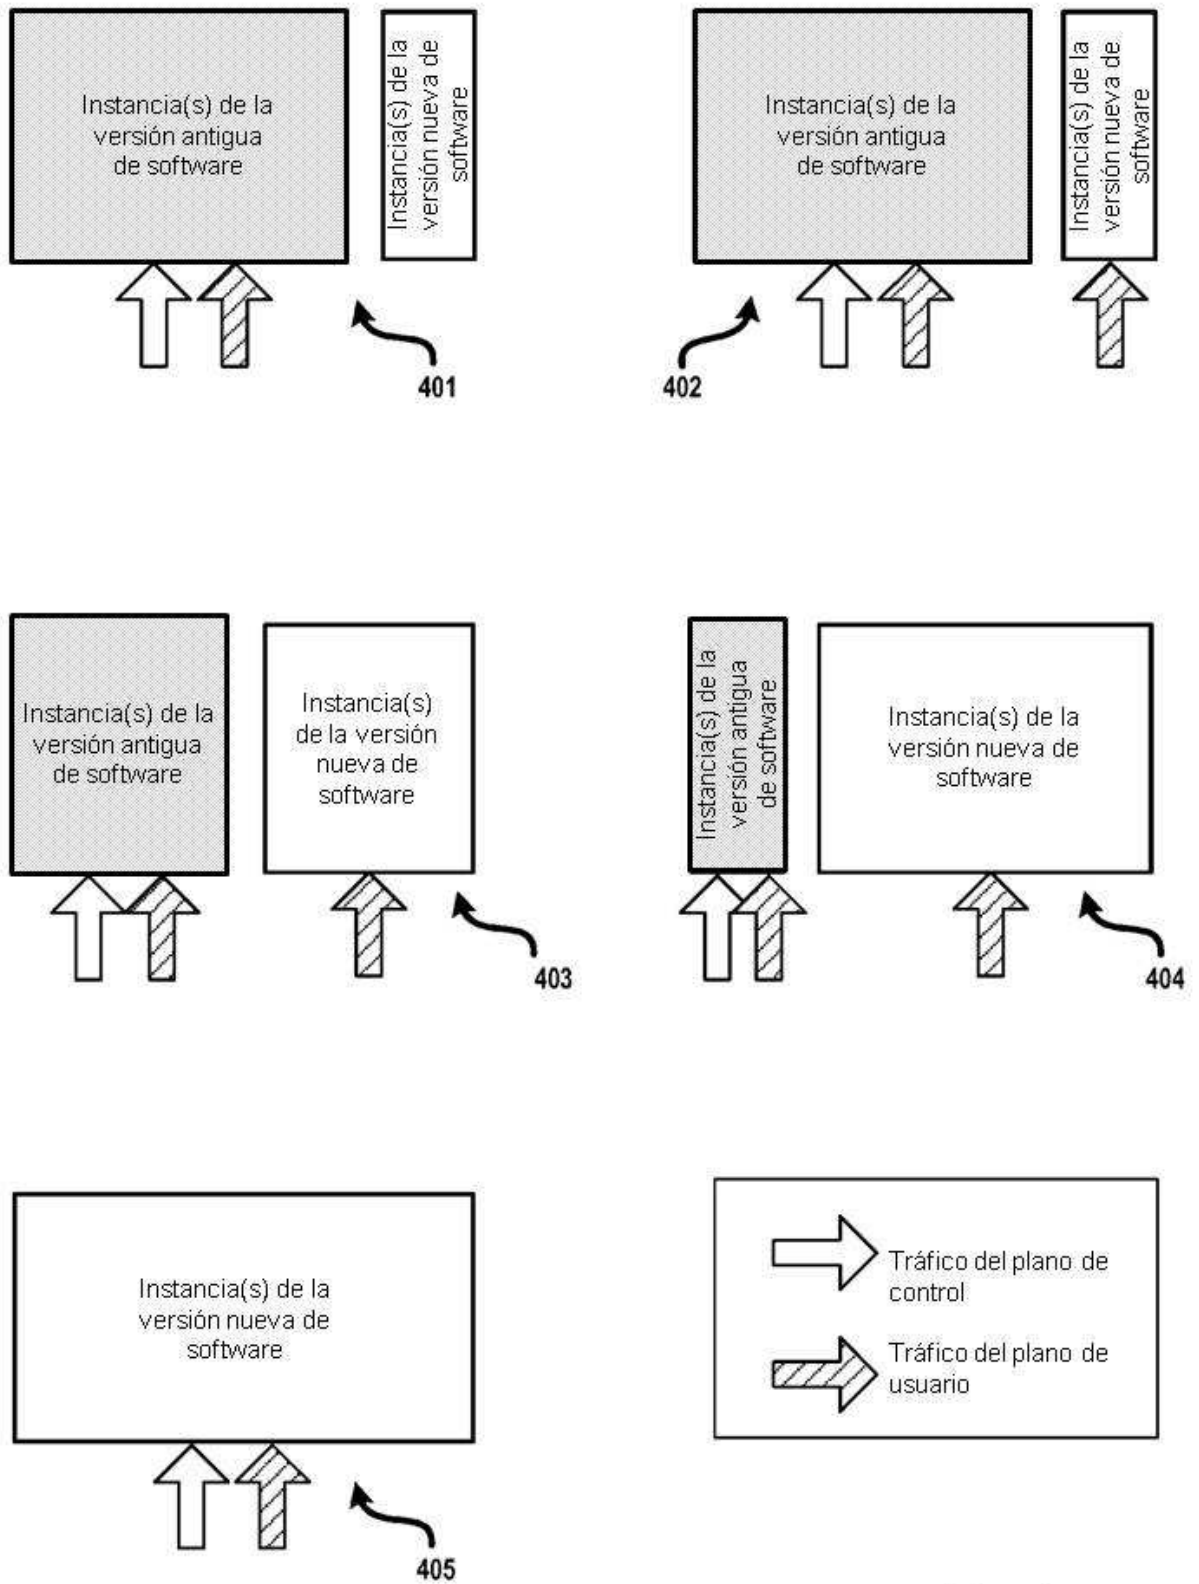 Instancia(s) de la
versión antigua
de software
Instancia(s) de la
versión nueva de
software
401
Instancia(s) de la
versión antigua
de software
Instancia(s) de la
versión nueva de
software
402
Instancia(s) de la
versión antigua
de software
Instancia(s)
de la versión
nueva de
software
403
Instancia(s) de la
versión antigua
de software
Instancia(s) de la
versión nueva de
software
404
Instancia(s) de la
versión nueva de
software
405
Tráfico del plano de
control
Tráfico del plano de
usuario